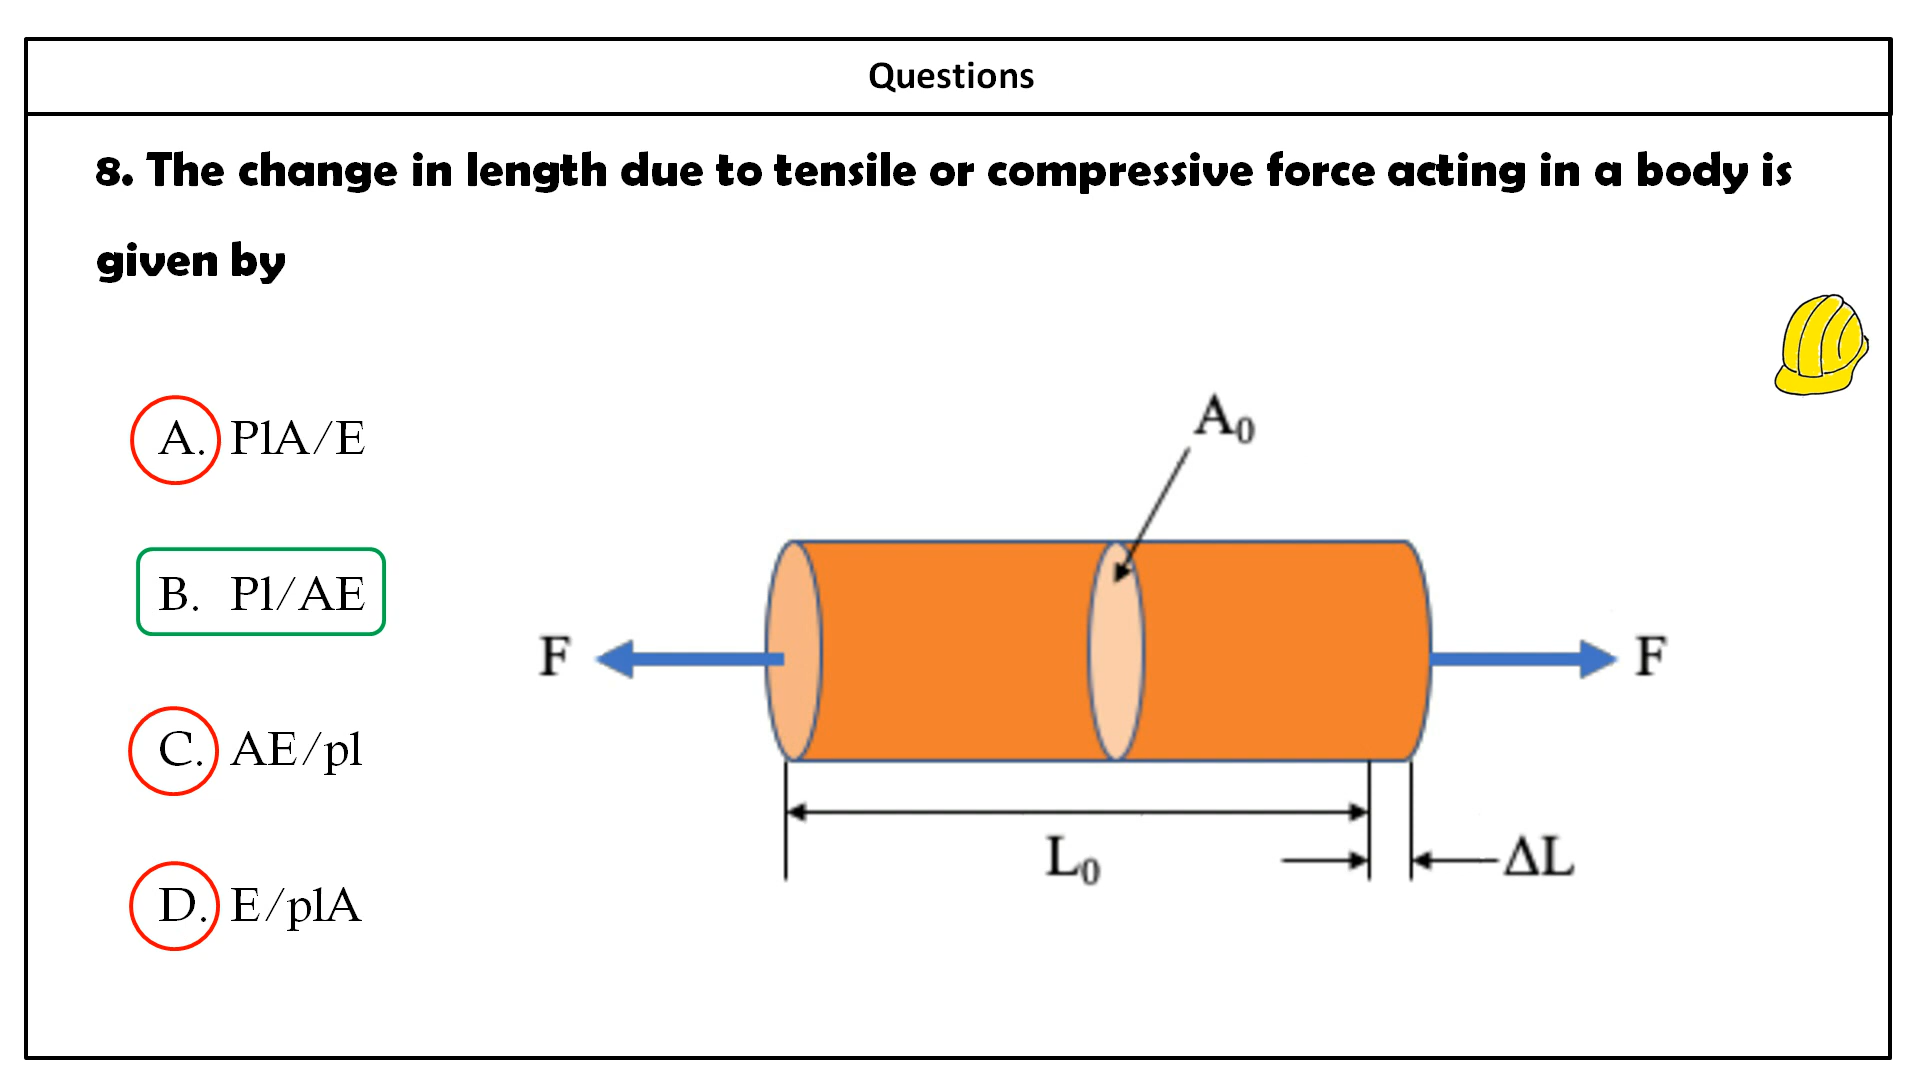 Questions
8. The change in length due to tensile or compressive force acting in a body is
given by
A. PlA/E
B. Pl/AE
C. AE/pl
D. E/plA
A₀
F
F
L₀
ΔL